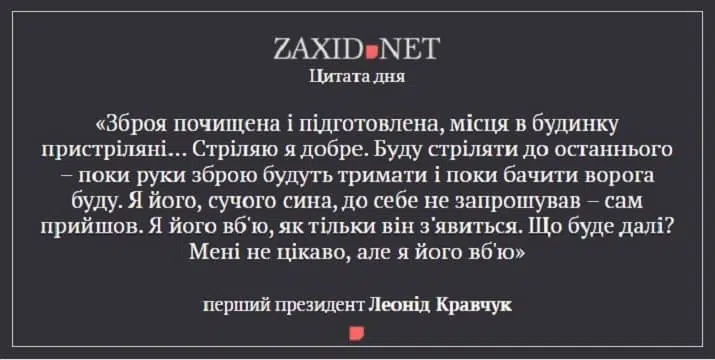 ZAXID.NET
Цитата дня
«Зброя почищена і підготовлена, місця в будинку
пристріляні... Стріляю я добре. Буду стріляти до останнього
– поки руки зброю будуть тримати і поки бачити ворога
буду. Я його, сучого сина, до себе не запрошував – сам
прийшов. Я його вб'ю, як тільки він з'явиться. Що буде далі?
Мені не цікаво, але я його вб'ю»
перший президент Леонід Кравчук